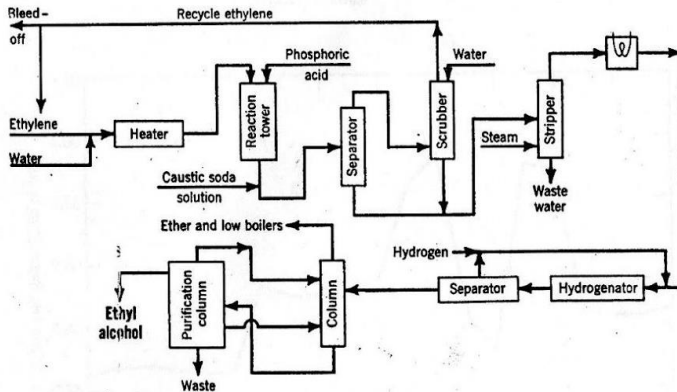 Bleed-
off
Recycle ethylene
Phosphoric
acid
Water
Ethylene
Water
Heater
Reaction
tower
Separator
Scrubber
Steam
Stripper
Caustic soda
solution
Waste
water
Ether and low boilers
Hydrogen
Ethyl
alcohol
Purification
column
Column
Separator
Hydrogenator
Waste